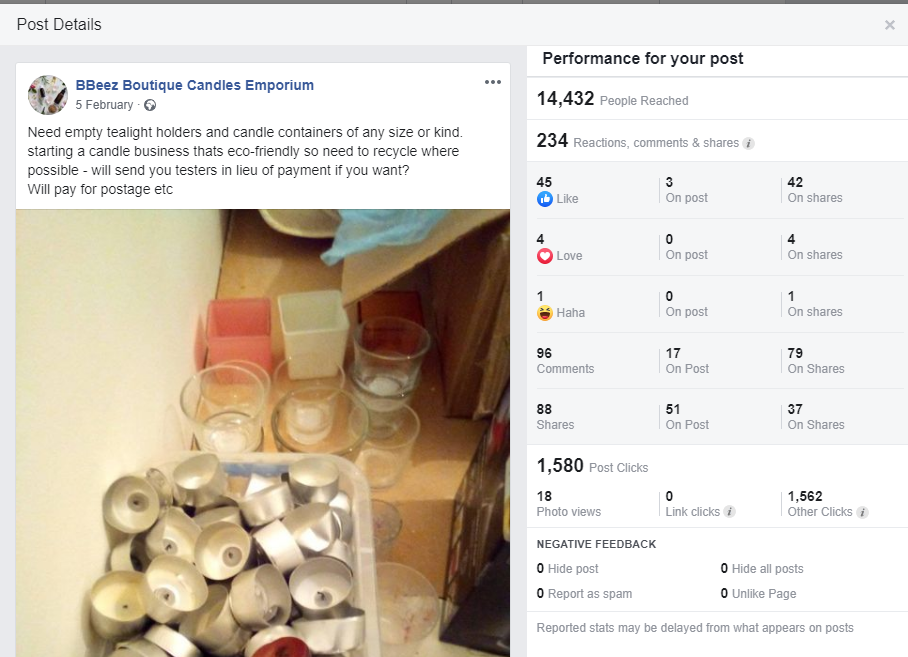 Post Details
×
BBeez Boutique Candles Emporium
5 February ·
Need empty tealight holders and candle containers of any size or kind.
starting a candle business thats eco-friendly so need to recycle where
possible - will send you testers in lieu of payment if you want?
Will pay for postage etc
Performance for your post
14,432 People Reached
234 Reactions, comments & shares i
45 3 42
Like On post On shares
4 0 4
Love On post On shares
1 0 1
Haha On post On shares
96 17 79
Comments On Post On Shares
88 51 37
Shares On Post On Shares
1,580 Post Clicks
18 0 1,562
Photo views Link clicks i Other Clicks i
NEGATIVE FEEDBACK
0 Hide post 0 Hide all posts
0 Report as spam 0 Unlike Page
Reported stats may be delayed from what appears on posts